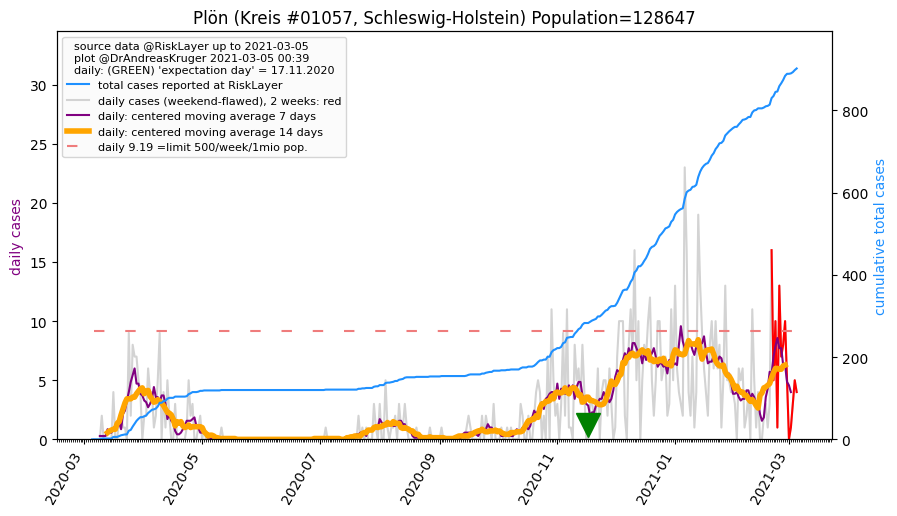 Plön (Kreis #01057, Schleswig-Holstein) Population=128647
source data @RiskLayer up to 2021-03-05
plot @DrAndreasKruger 2021-03-05 00:39
daily: (GREEN) 'expectation day' = 17.11.2020
total cases reported at RiskLayer
daily cases (weekend-flawed), 2 weeks: red
daily: centered moving average 7 days
daily: centered moving average 14 days
daily 9.19 =limit 500/week/1mio pop.
daily cases
30
25
20
15
10
5
0
800
600
400
200
0
cumulative total cases
2020-03
2020-05
2020-07
2020-09
2020-11
2021-01
2021-03